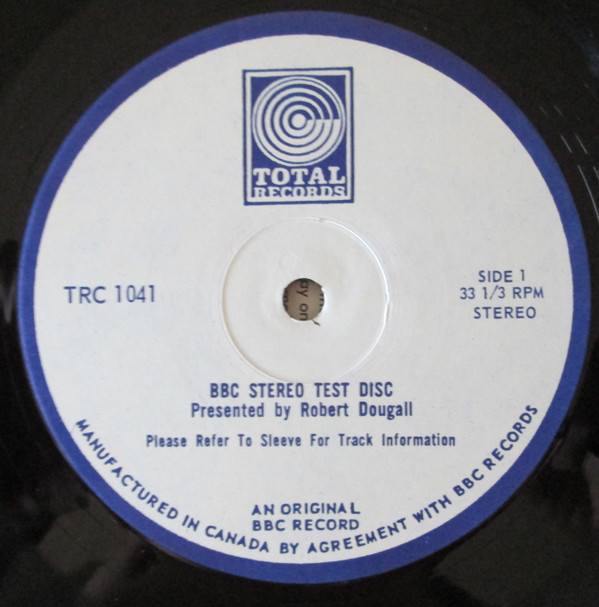 TOTAL
RECORDS
TRC 1041
SIDE 1
33 1/3 RPM
STEREO
BBC STEREO TEST DISC
Presented by Robert Dougall
Please Refer To Sleeve For Track Information
AN ORIGINAL
BBC RECORD
MANUFACTURED IN CANADA BY AGREEMENT WITH BBC RECORDS